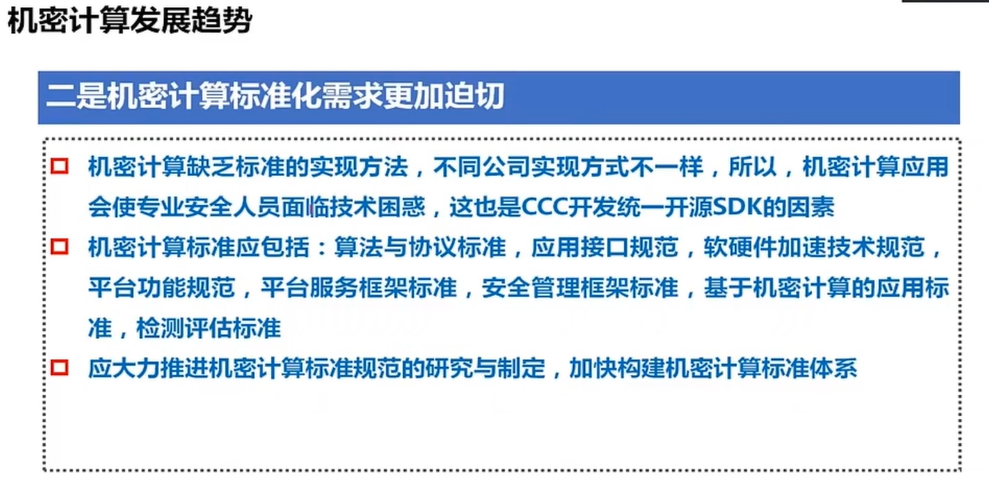 机密计算发展趋势
二是机密计算标准化需求更加迫切
机密计算缺乏标准的实现方法，不同公司实现方式不一样，所以，机密计算应用
会使专业安全人员面临技术困惑，这也是CCC开发统一开源SDK的因素
机密计算标准应包括：算法与协议标准，应用接口规范，软硬件加速技术规范，
平台功能规范，平台服务框架标准，安全管理框架标准，基于机密计算的应用标
准，检测评估标准
应大力推进机密计算标准规范的研究与制定，加快构建机密计算标准体系